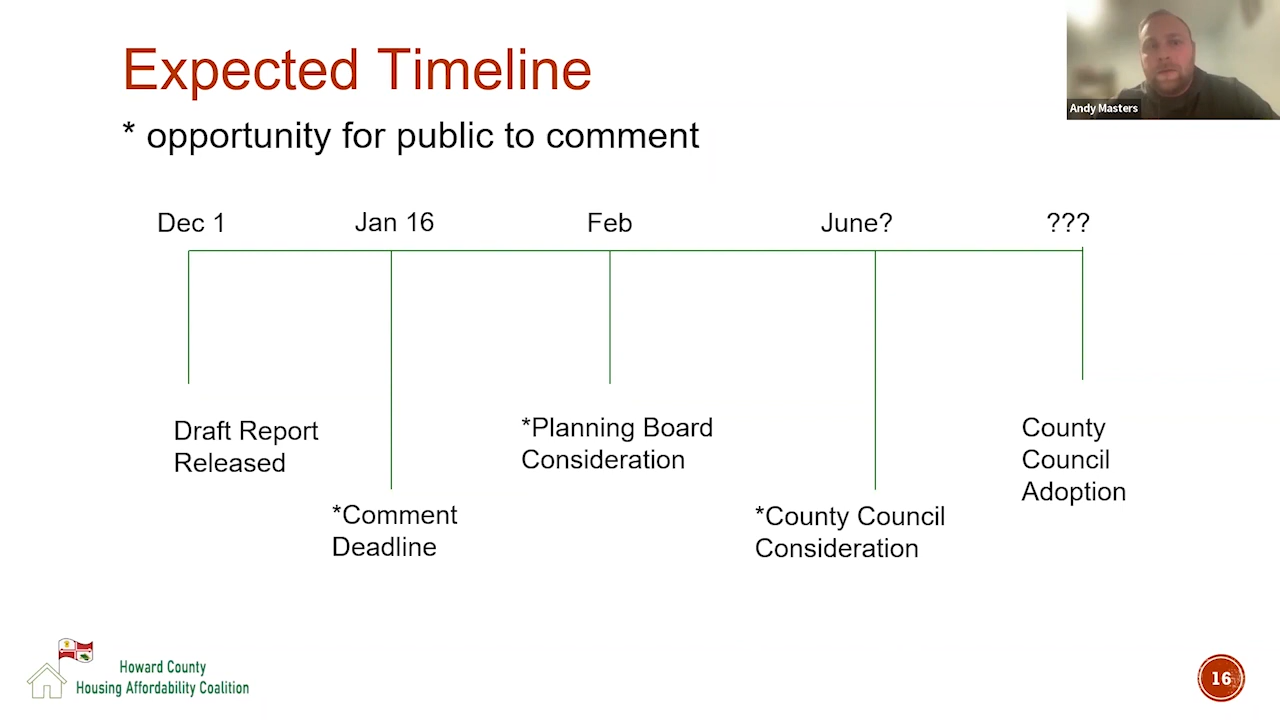 Expected Timeline
* opportunity for public to comment
Andy Masters
Dec 1
Jan 16
Feb
June?
???
Draft Report
Released
*Comment
Deadline
*Planning Board
Consideration
*County Council
Consideration
County
Council
Adoption
Howard County
Housing Affordability Coalition
16